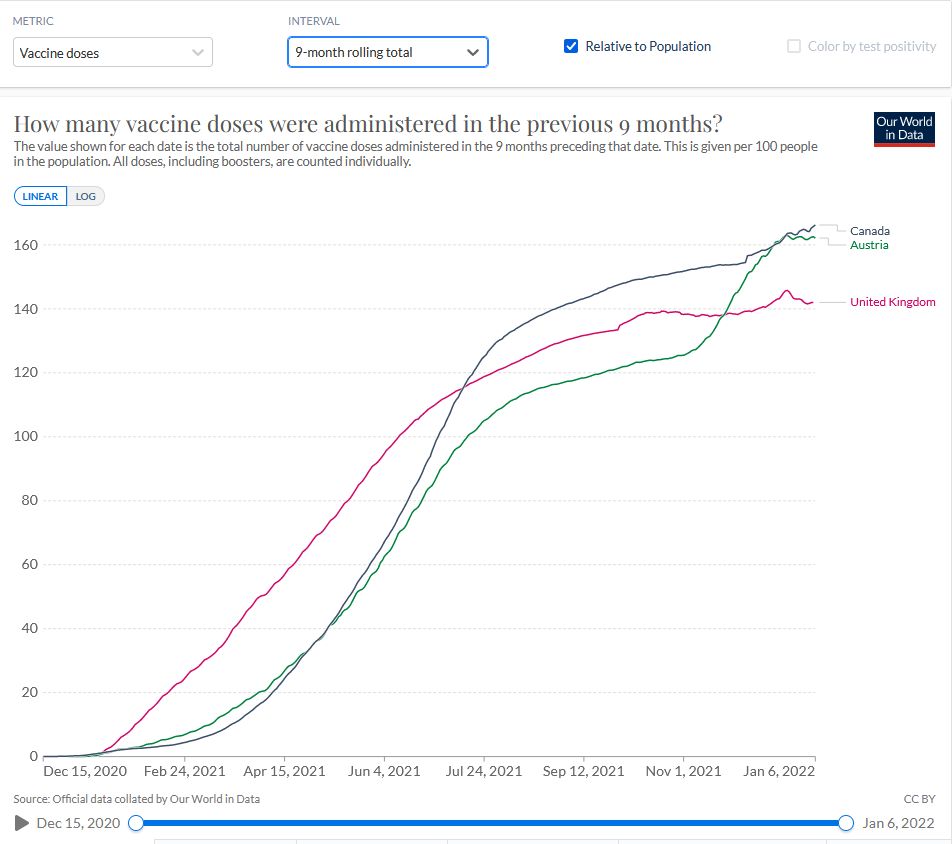 METRIC
INTERVAL
Vaccine doses
9-month rolling total
Relative to Population
Color by test positivity
How many vaccine doses were administered in the previous 9 months?
Our World
in Data
The value shown for each date is the total number of vaccine doses administered in the 9 months preceding that date. This is given per 100 people
in the population. All doses, including boosters, are counted individually.
LINEAR
LOG
160
140
120
100
80
60
40
20
0
Canada
Austria
United Kingdom
Dec 15, 2020
Feb 24, 2021
Apr 15, 2021
Jun 4, 2021
Jul 24, 2021
Sep 12, 2021
Nov 1, 2021
Jan 6, 2022
Source: Official data collated by Our World in Data
CC BY
Dec 15, 2020
Jan 6, 2022